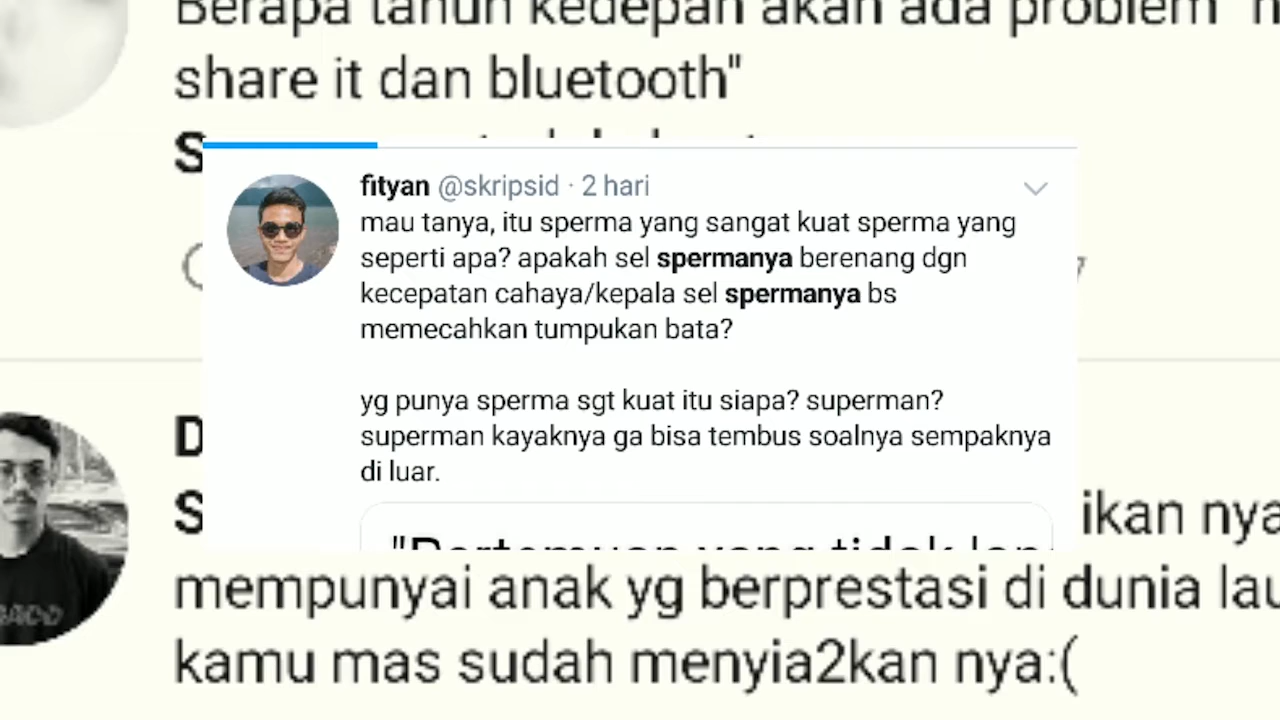 Berapa tahun kedepan akan ada problem
share it dan bluetooth"
fityan @skripsid · 2 hari
mau tanya, itu sperma yang sangat kuat sperma yang
seperti apa? apakah sel spermanya berenang dgn
kecepatan cahaya/kepala sel spermanya bs
memecahkan tumpukan bata?
yg punya sperma sgt kuat itu siapa? superman?
superman kayaknya ga bisa tembus soalnya sempaknya
di luar.
"Pertemuan yang tidak
ikan nya
mempunyai anak yg berprestasi di dunia
kamu mas sudah menyia2kan nya:(